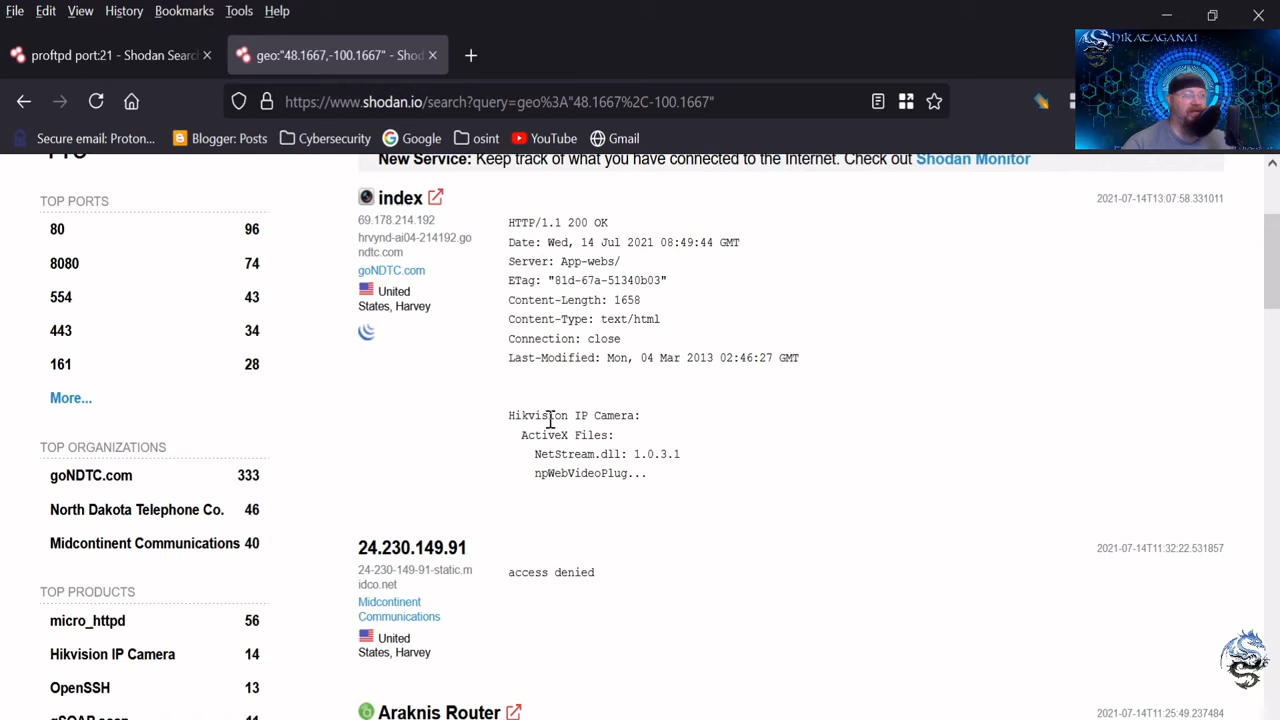 File Edit View History Bookmarks Tools Help
SHIKATAGANAI
proftpd port:21 - Shodan Searc
geo:"48.1667,-100.1667" - Shod
https://www.shodan.io/search?query=geo%3A"48.1667%2C-100.1667"
Secure email: Proton... Blogger: Posts Cybersecurity Google osint YouTube Gmail
New Service: Keep track of what you have connected to the Internet. Check out Shodan Monitor
TOP PORTS
80 96
8080 74
554 43
443 34
161 28
More...
TOP ORGANIZATIONS
goNDTC.com 333
North Dakota Telephone Co. 46
Midcontinent Communications 40
TOP PRODUCTS
micro_httpd 56
Hikvision IP Camera 14
OpenSSH 13
index
2021-07-14T13:07:58.331011
69.178.214.192
hrvynd-ai04-214192.go
ndtc.com
goNDTC.com
United
States, Harvey
HTTP/1.1 200 OK
Date: Wed, 14 Jul 2021 08:49:44 GMT
Server: App-webs/
ETag: "81d-67a-51340b03"
Content-Length: 1658
Content-Type: text/html
Connection: close
Last-Modified: Mon, 04 Mar 2013 02:46:27 GMT
Hikvision IP Camera:
ActiveX Files:
NetStream.dll: 1.0.3.1
npWebVideoPlug...
24.230.149.91
2021-07-14T11:32:22.531857
24-230-149-91-static.m
idco.net
Midcontinent
Communications
United
States, Harvey
access denied
Araknis Router
2021-07-14T11:25:49.237484